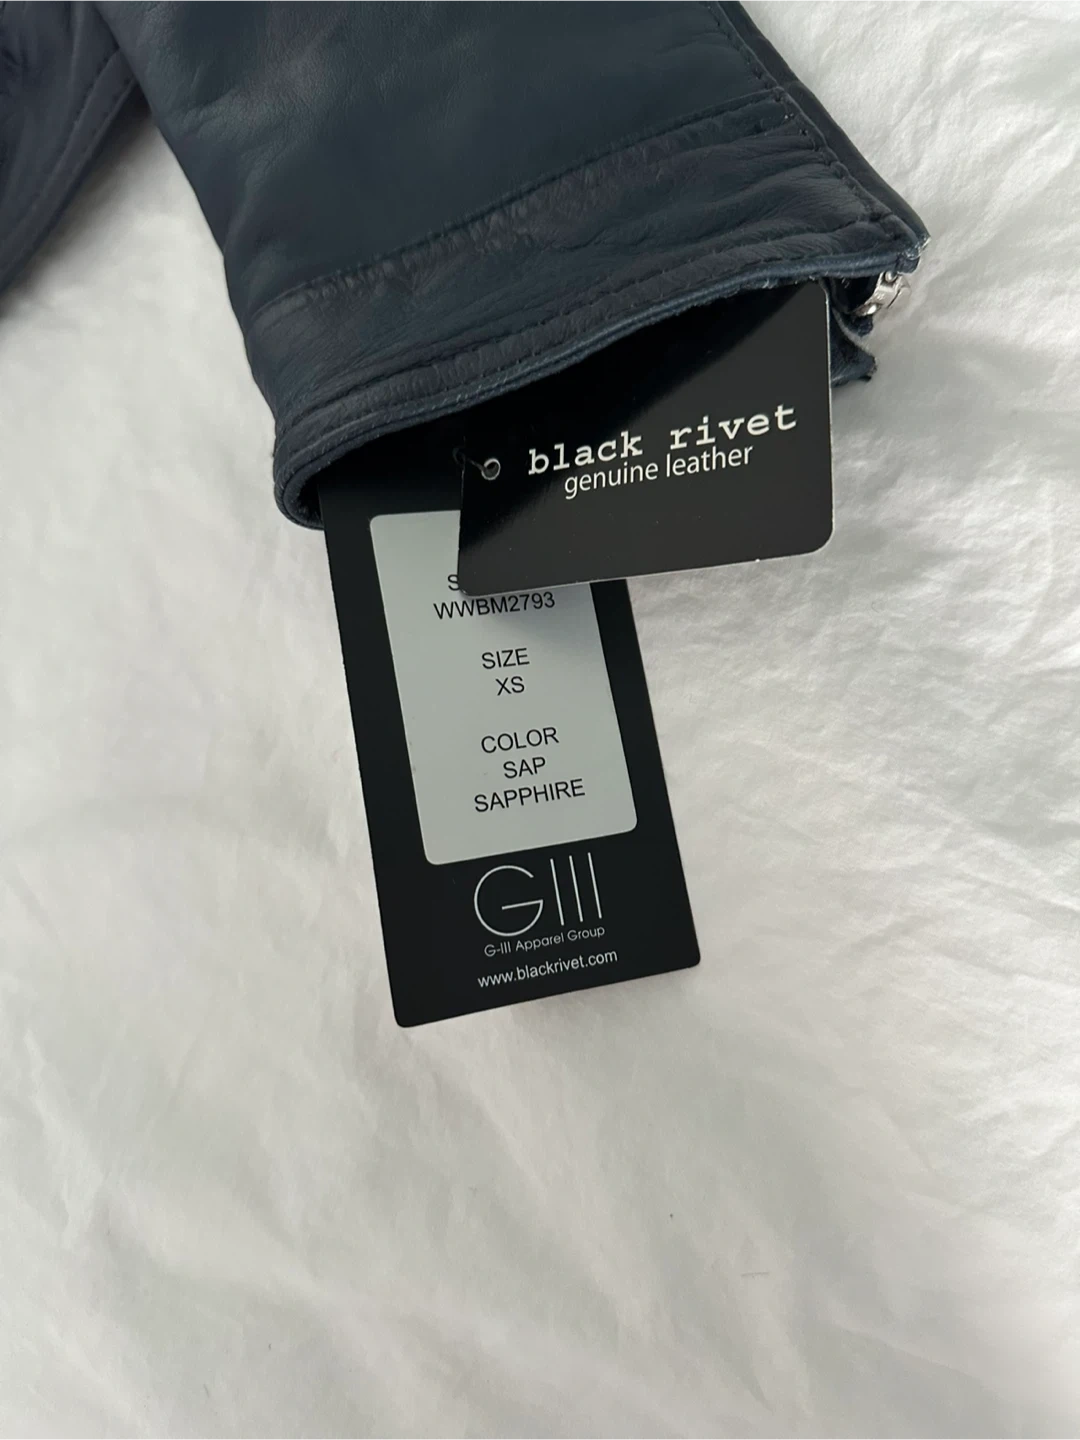 black rivet
genuine leather
WWBM2793
SIZE
XS
COLOR
SAP
SAPPHIRE
GIII
G-III Apparel Group
www.blackrivet.com